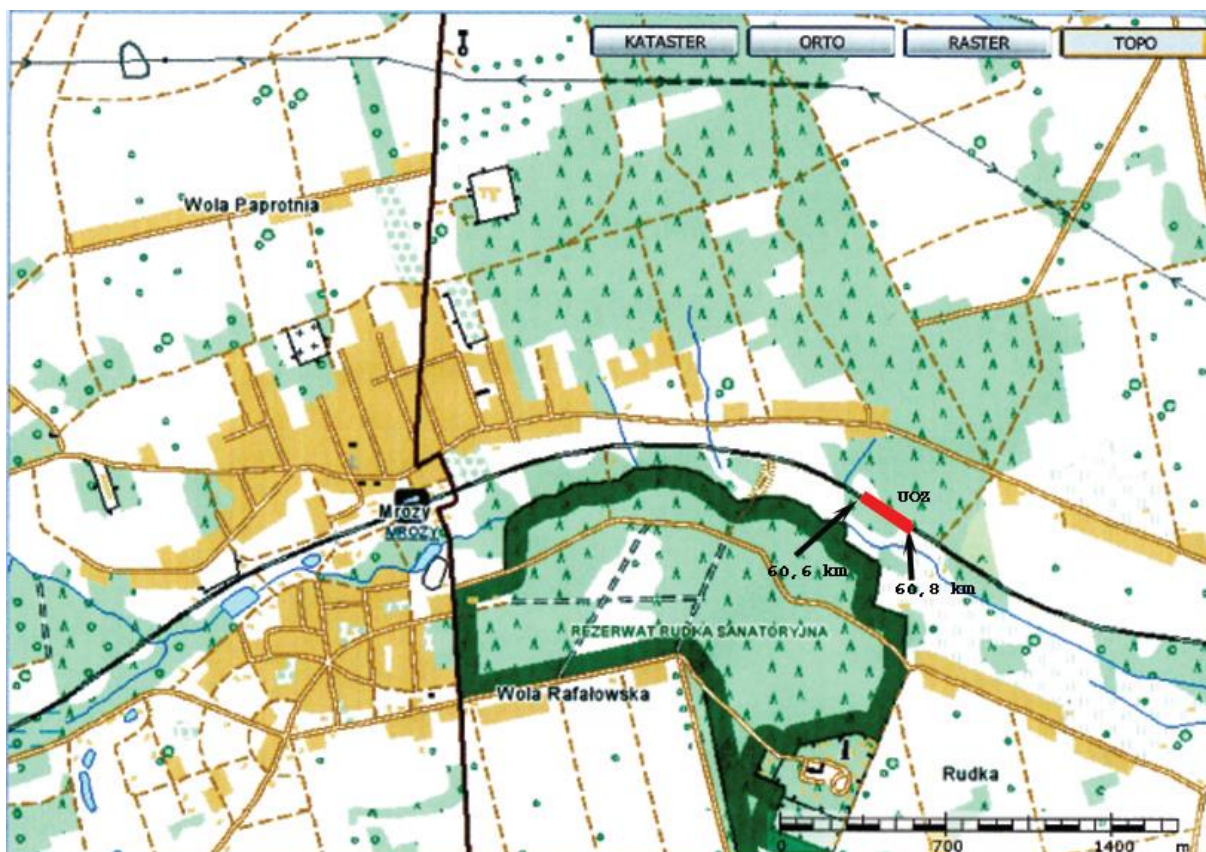 KATASTER
ORTO
RASTER
TOPO
Wola Paprotnia
UOZ
Mrozy
MROZY
60,6 km
60,8 km
REZERWAT RUDKA SANATORYJNA
Wola Rafałowska
Rudka
0 700 1400 m